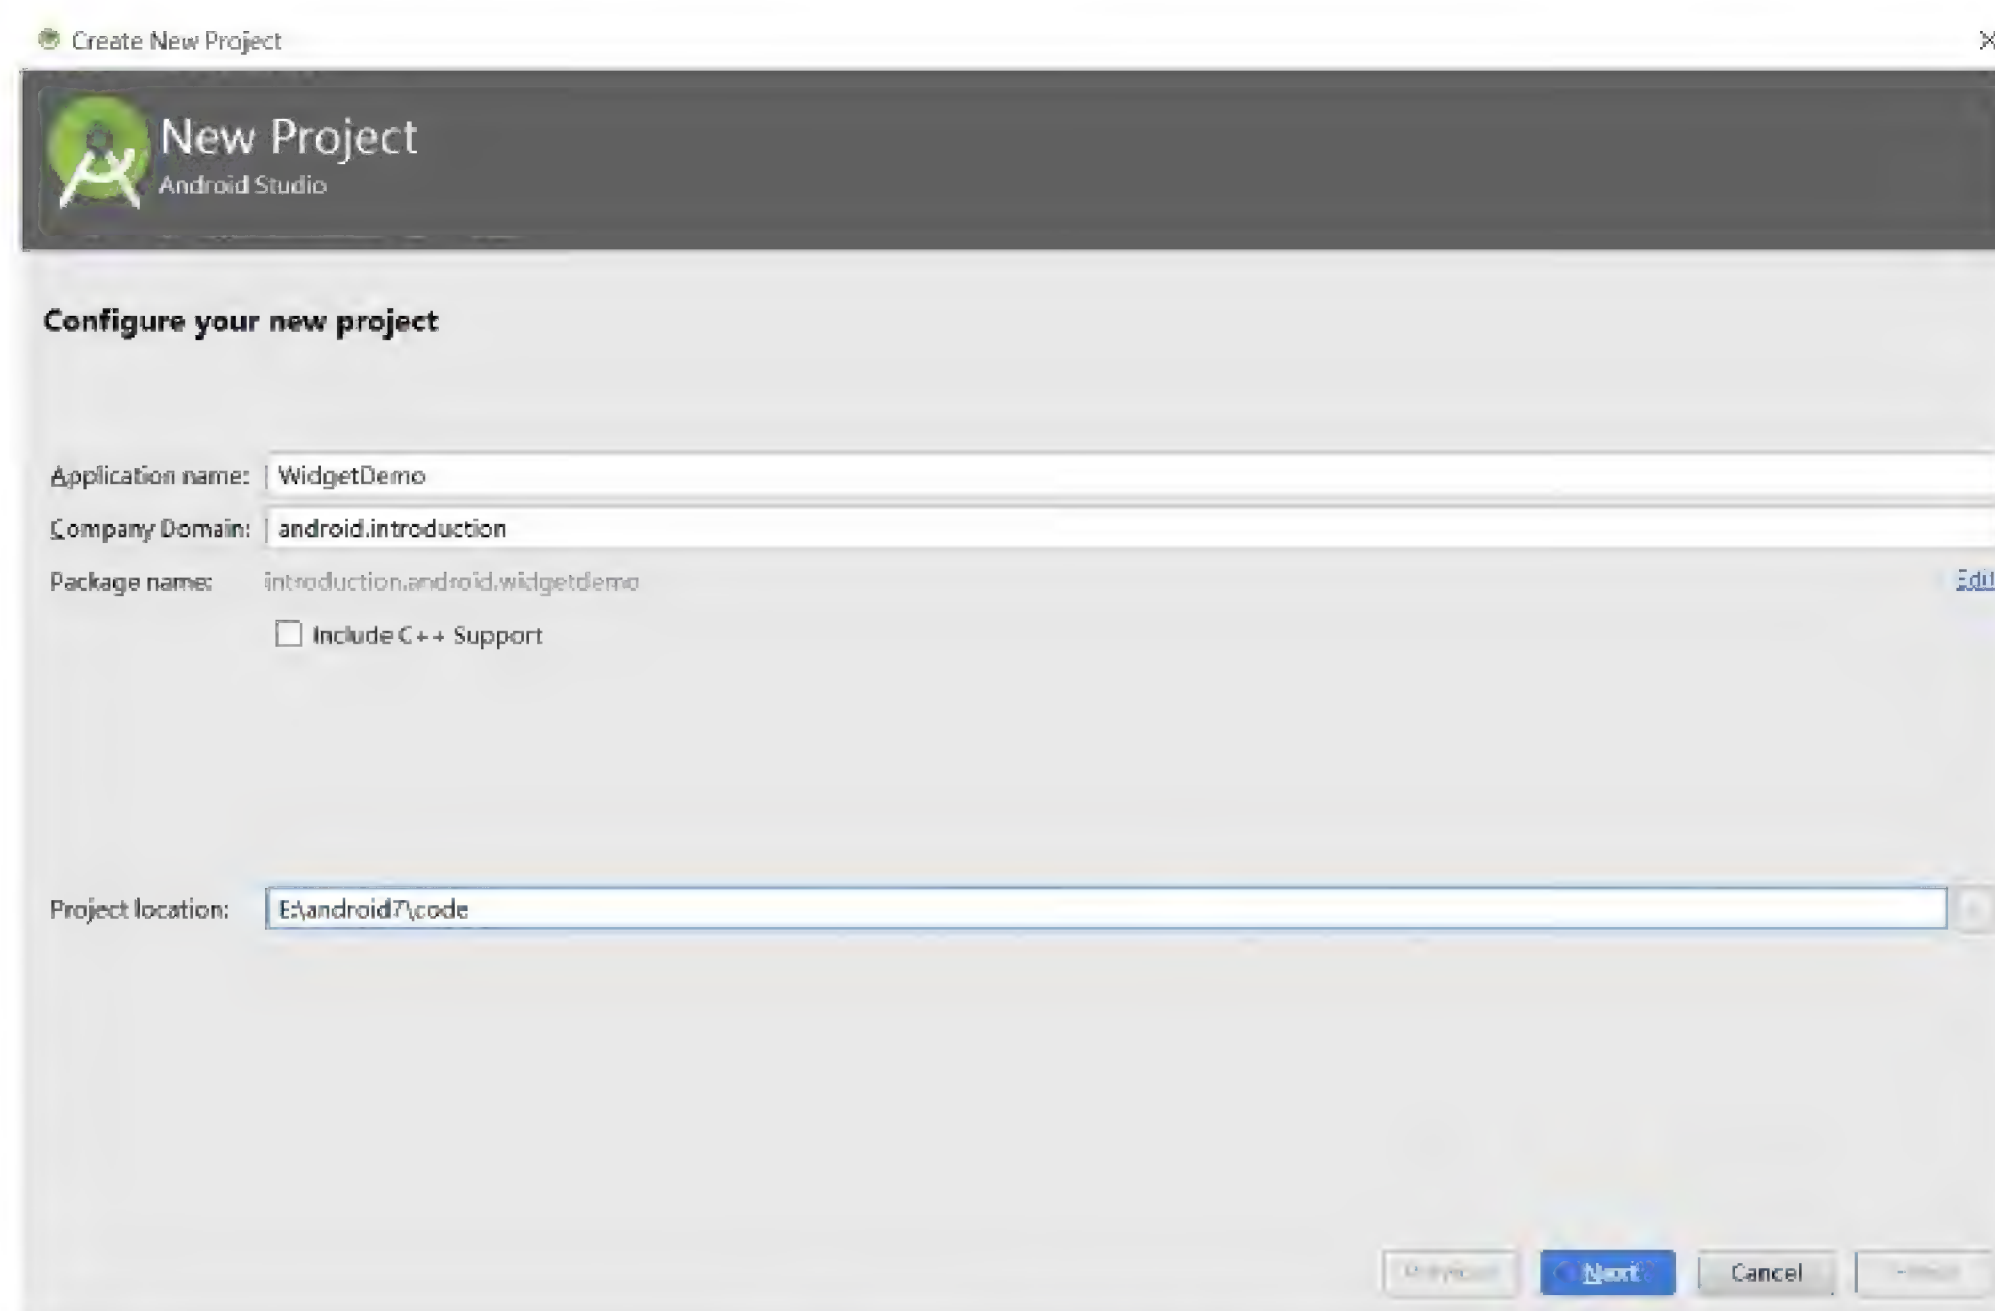 Create New Project
New Project
Android Studio
Configure your new project
Application name: WidgetDemo
Company Domain: android.introduction
Package name: introduction.android.widgetdemo Edit
Include C++ Support
Project location: E:\android7\code
Next Cancel